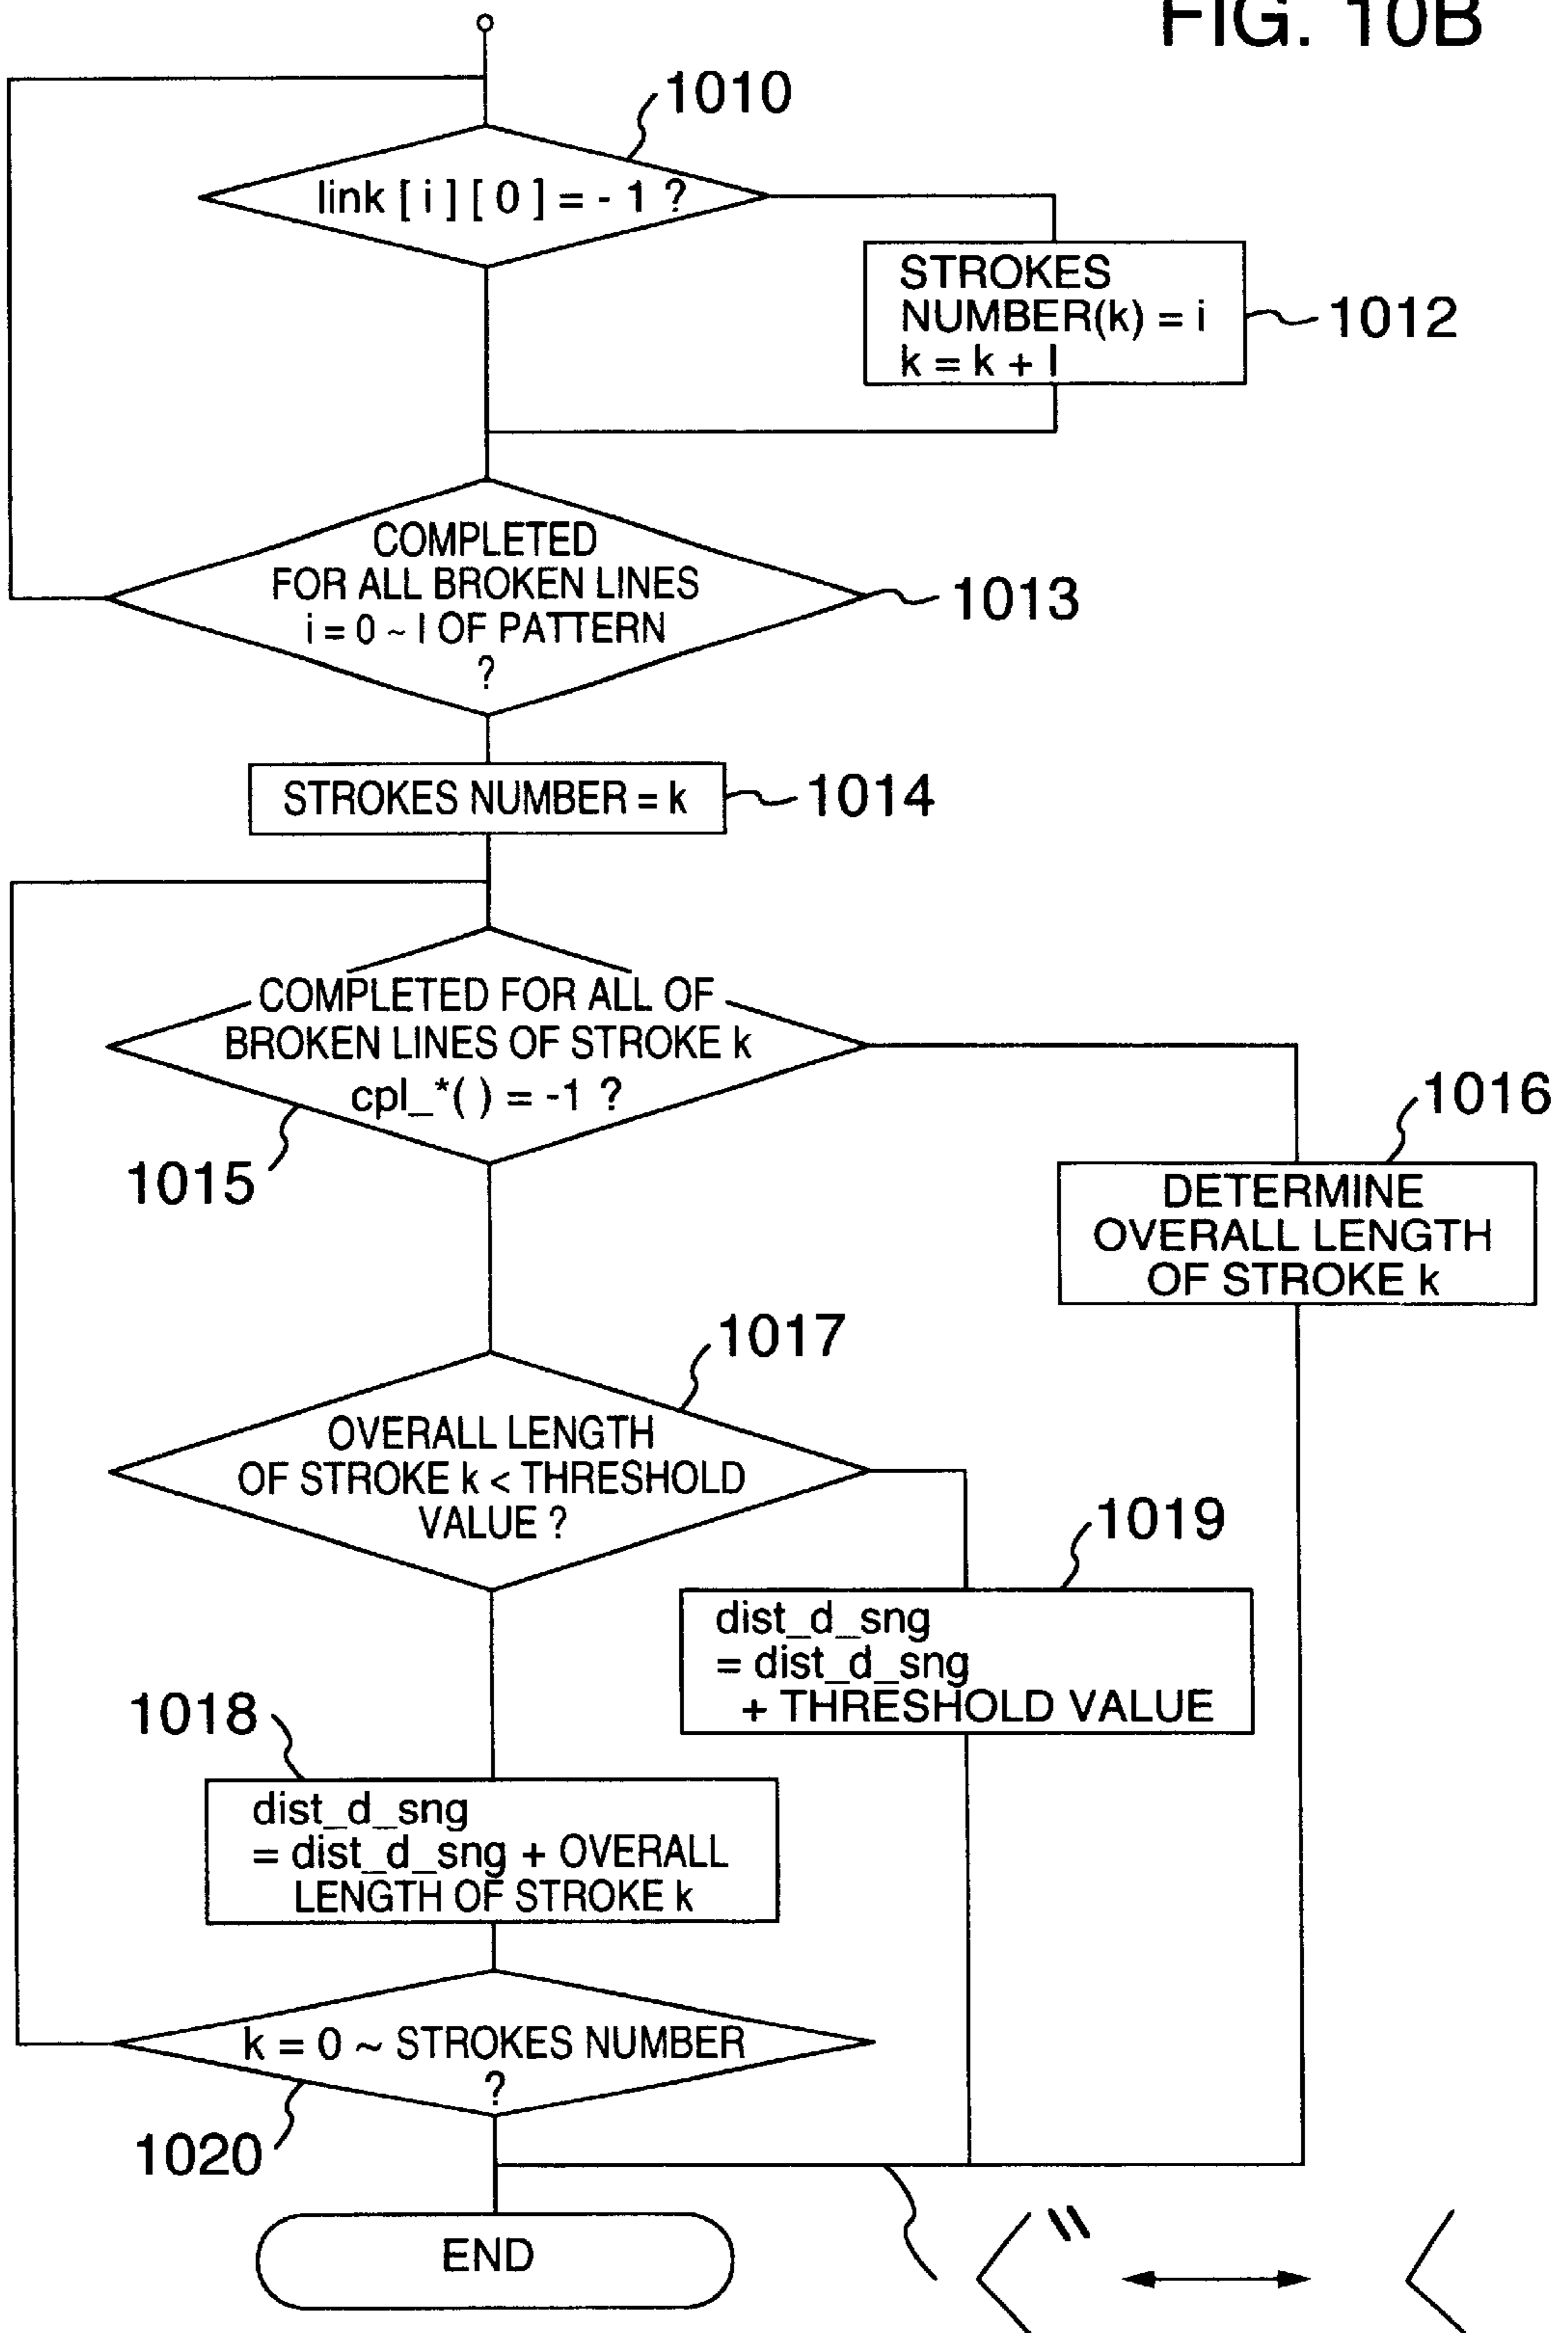 FIG. 10B
1010
link [ i ] [ 0 ] = - 1 ?
STROKES
NUMBER(k) = i
k = k + l
1012
COMPLETED
FOR ALL BROKEN LINES
i = 0 ~ l OF PATTERN
?
1013
STROKES NUMBER = k
1014
COMPLETED FOR ALL OF
BROKEN LINES OF STROKE k
cpl_*( ) = -1 ?
1015
1016
DETERMINE
OVERALL LENGTH
OF STROKE k
1017
OVERALL LENGTH
OF STROKE k < THRESHOLD
VALUE ?
1019
dist_d_sng
= dist_d_sng
+ THRESHOLD VALUE
1018
dist_d_sng
= dist_d_sng + OVERALL
LENGTH OF STROKE k
k = 0 ~ STROKES NUMBER
?
1020
END